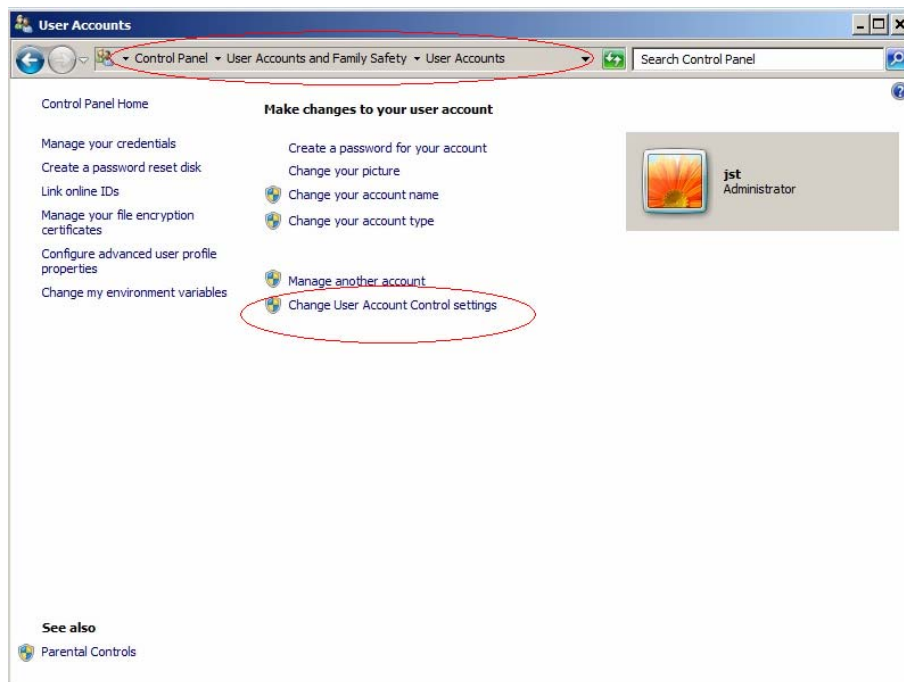 User Accounts
Control Panel User Accounts and Family Safety User Accounts
Search Control Panel
Control Panel Home
Manage your credentials
Create a password reset disk
Link online IDs
Manage your file encryption
certificates
Configure advanced user profile
properties
Change my environment variables
Make changes to your user account
Create a password for your account
Change your picture
Change your account name
Change your account type
Manage another account
Change User Account Control settings
jst
Administrator
See also
Parental Controls